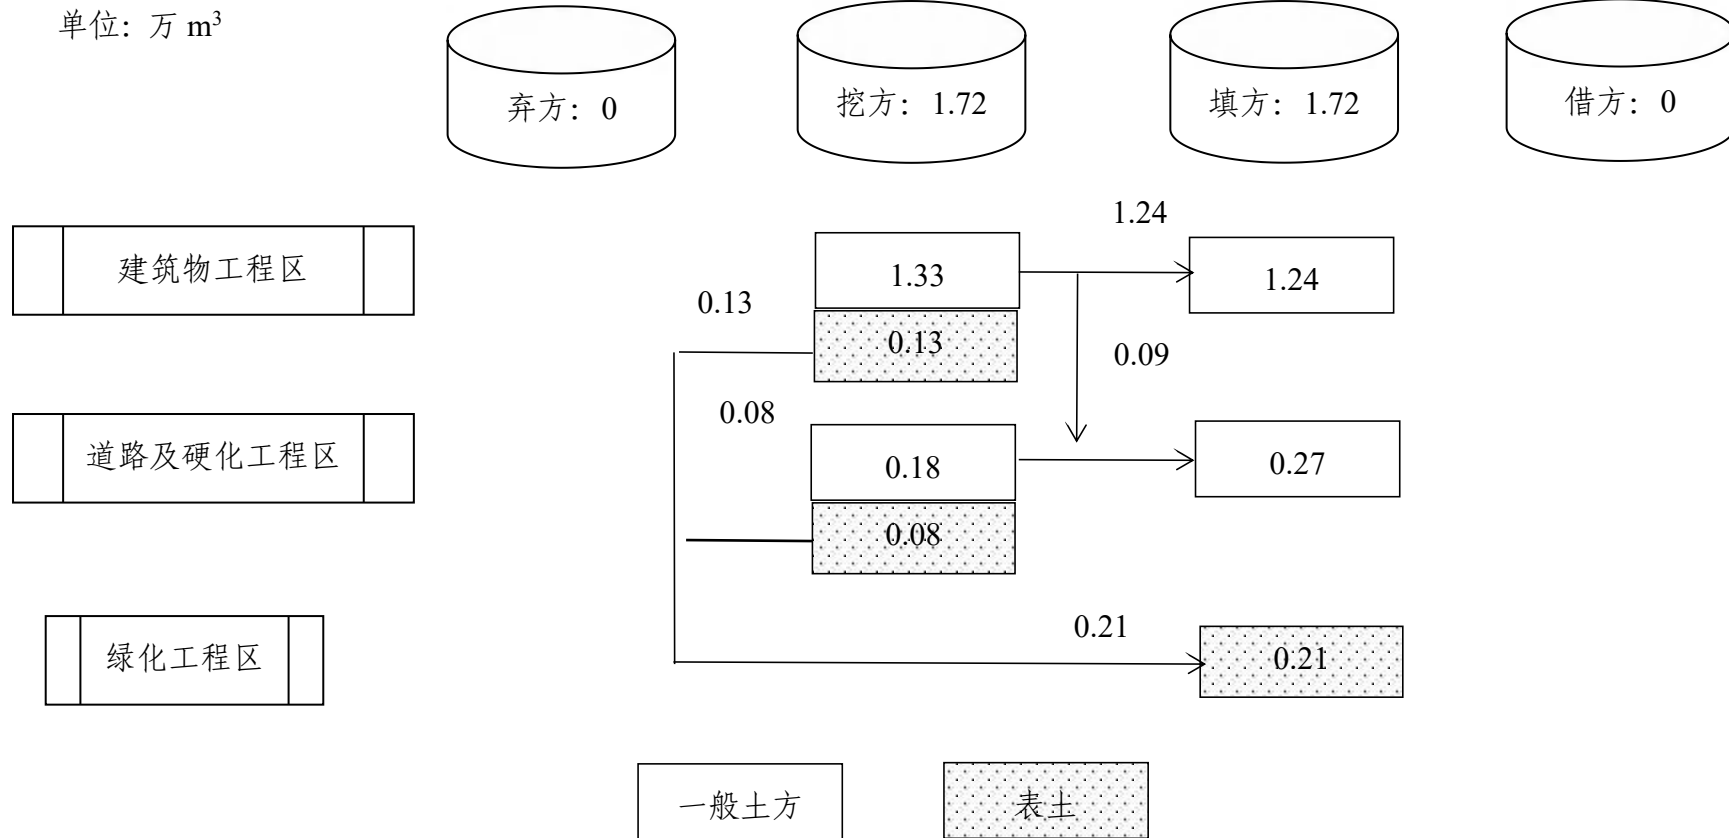 单位：万 m³
弃方：0
挖方：1.72
填方：1.72
借方：0
1.24
建筑物工程区
1.33
1.24
0.13
0.13
0.09
0.08
道路及硬化工程区
0.18
0.27
0.08
0.21
绿化工程区
0.21
一般土方
表土